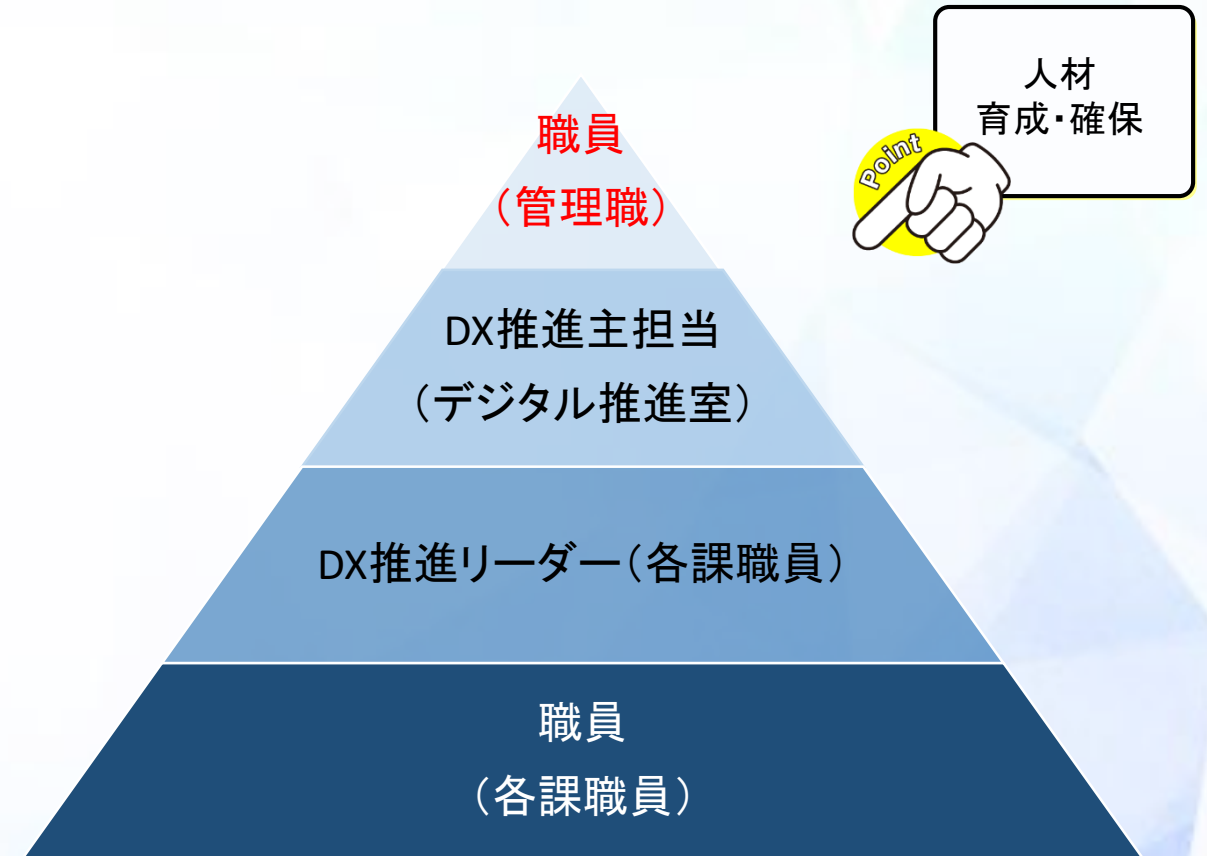 人材
育成・確保
Point
職員
（管理職）
DX推進主担当
（デジタル推進室）
DX推進リーダー（各課職員）
職員
（各課職員）